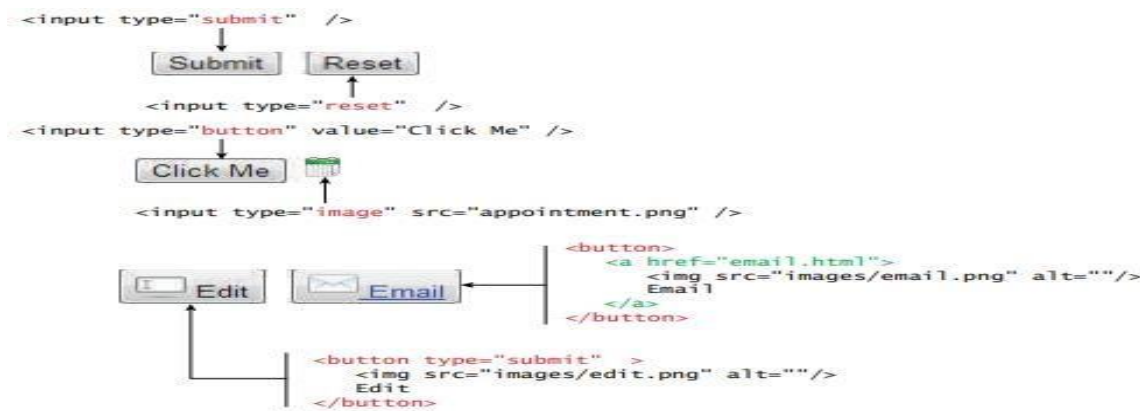 <input type="submit" />
Submit Reset
<input type="reset" />
<input type="button" value="Click Me" />
Click Me
<input type="image" src="appointment.png" />
<button>
<a href="email.html">
<img src="images/email.png" alt=""/>
Email
</a>
</button>
Edit Email
<button type="submit" >
<img src="images/edit.png" alt=""/>
Edit
</button>